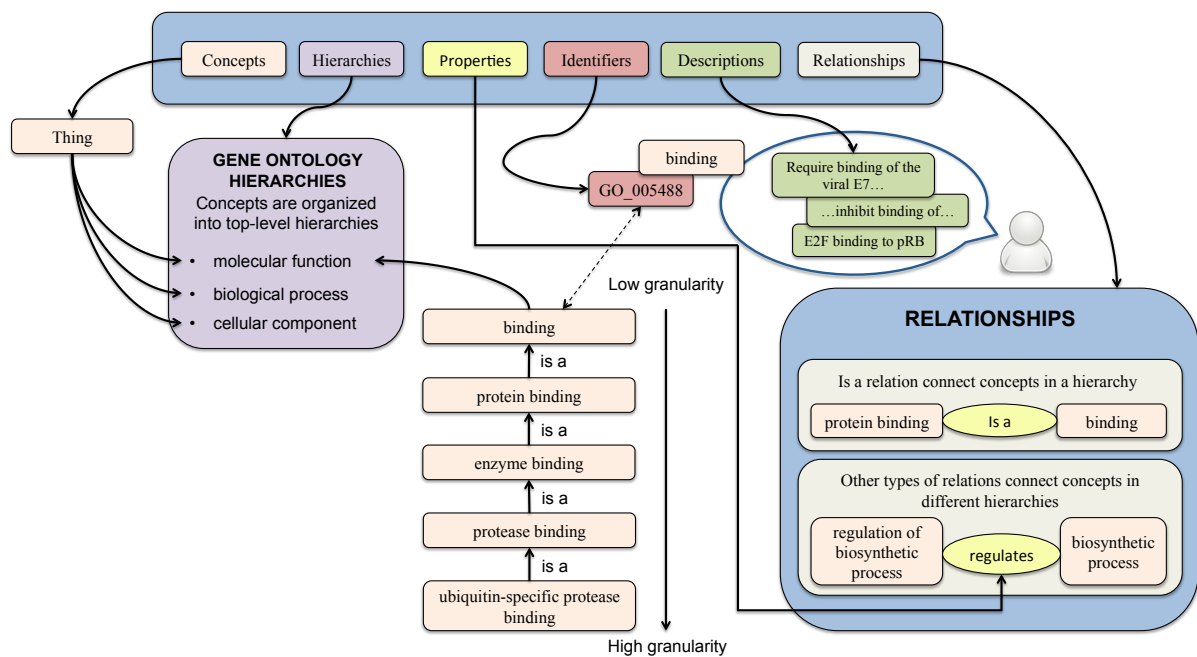 Concepts
Hierarchies
Properties
Identifiers
Descriptions
Relationships
Thing
GENE ONTOLOGY
HIERARCHIES
Concepts are organized
into top-level hierarchies
• molecular function
• biological process
• cellular component
binding
GO_005488
Require binding of the
viral E7…
…inhibit binding of…
E2F binding to pRB
Low granularity
binding
is a
protein binding
is a
enzyme binding
is a
protease binding
is a
ubiquitin-specific protease
binding
High granularity
RELATIONSHIPS
Is a relation connect concepts in a hierarchy
protein binding
Is a
binding
Other types of relations connect concepts in
different hierarchies
regulation of
biosynthetic
process
regulates
biosynthetic
process